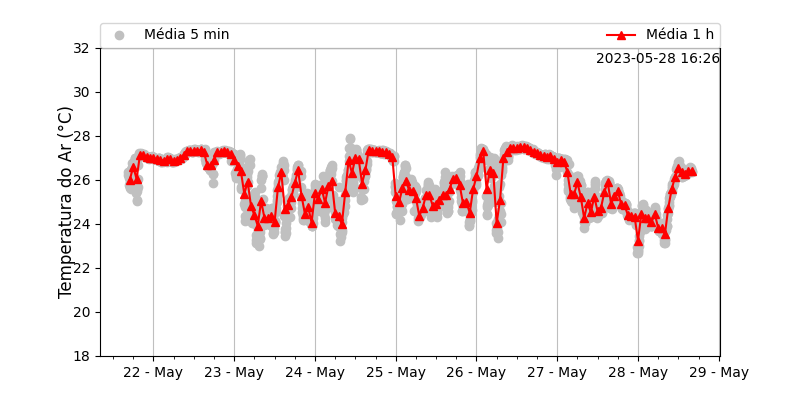 Média 5 min
Média 1 h
2023-05-28 16:26
Temperatura do Ar (°C)
32
30
28
26
24
22
20
18
22 - May
23 - May
24 - May
25 - May
26 - May
27 - May
28 - May
29 - May